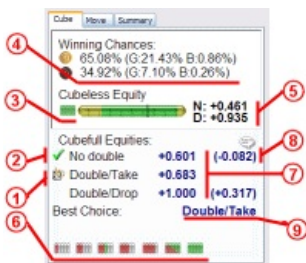 Cube Move Summary
Winning Chances:
④ 65.08% (G:21.43% B:0.86%)
34.92% (G:7.10% B:0.26%)
Cubeless Equity ⑤
③ N: +0.461
D: +0.935
Cubefull Equities:
② No double +0.601 (-0.082) ⑧
① Double/Take +0.683
Double/Drop +1.000 (+0.317) ⑦
Best Choice: Double/Take
⑥ ⑨